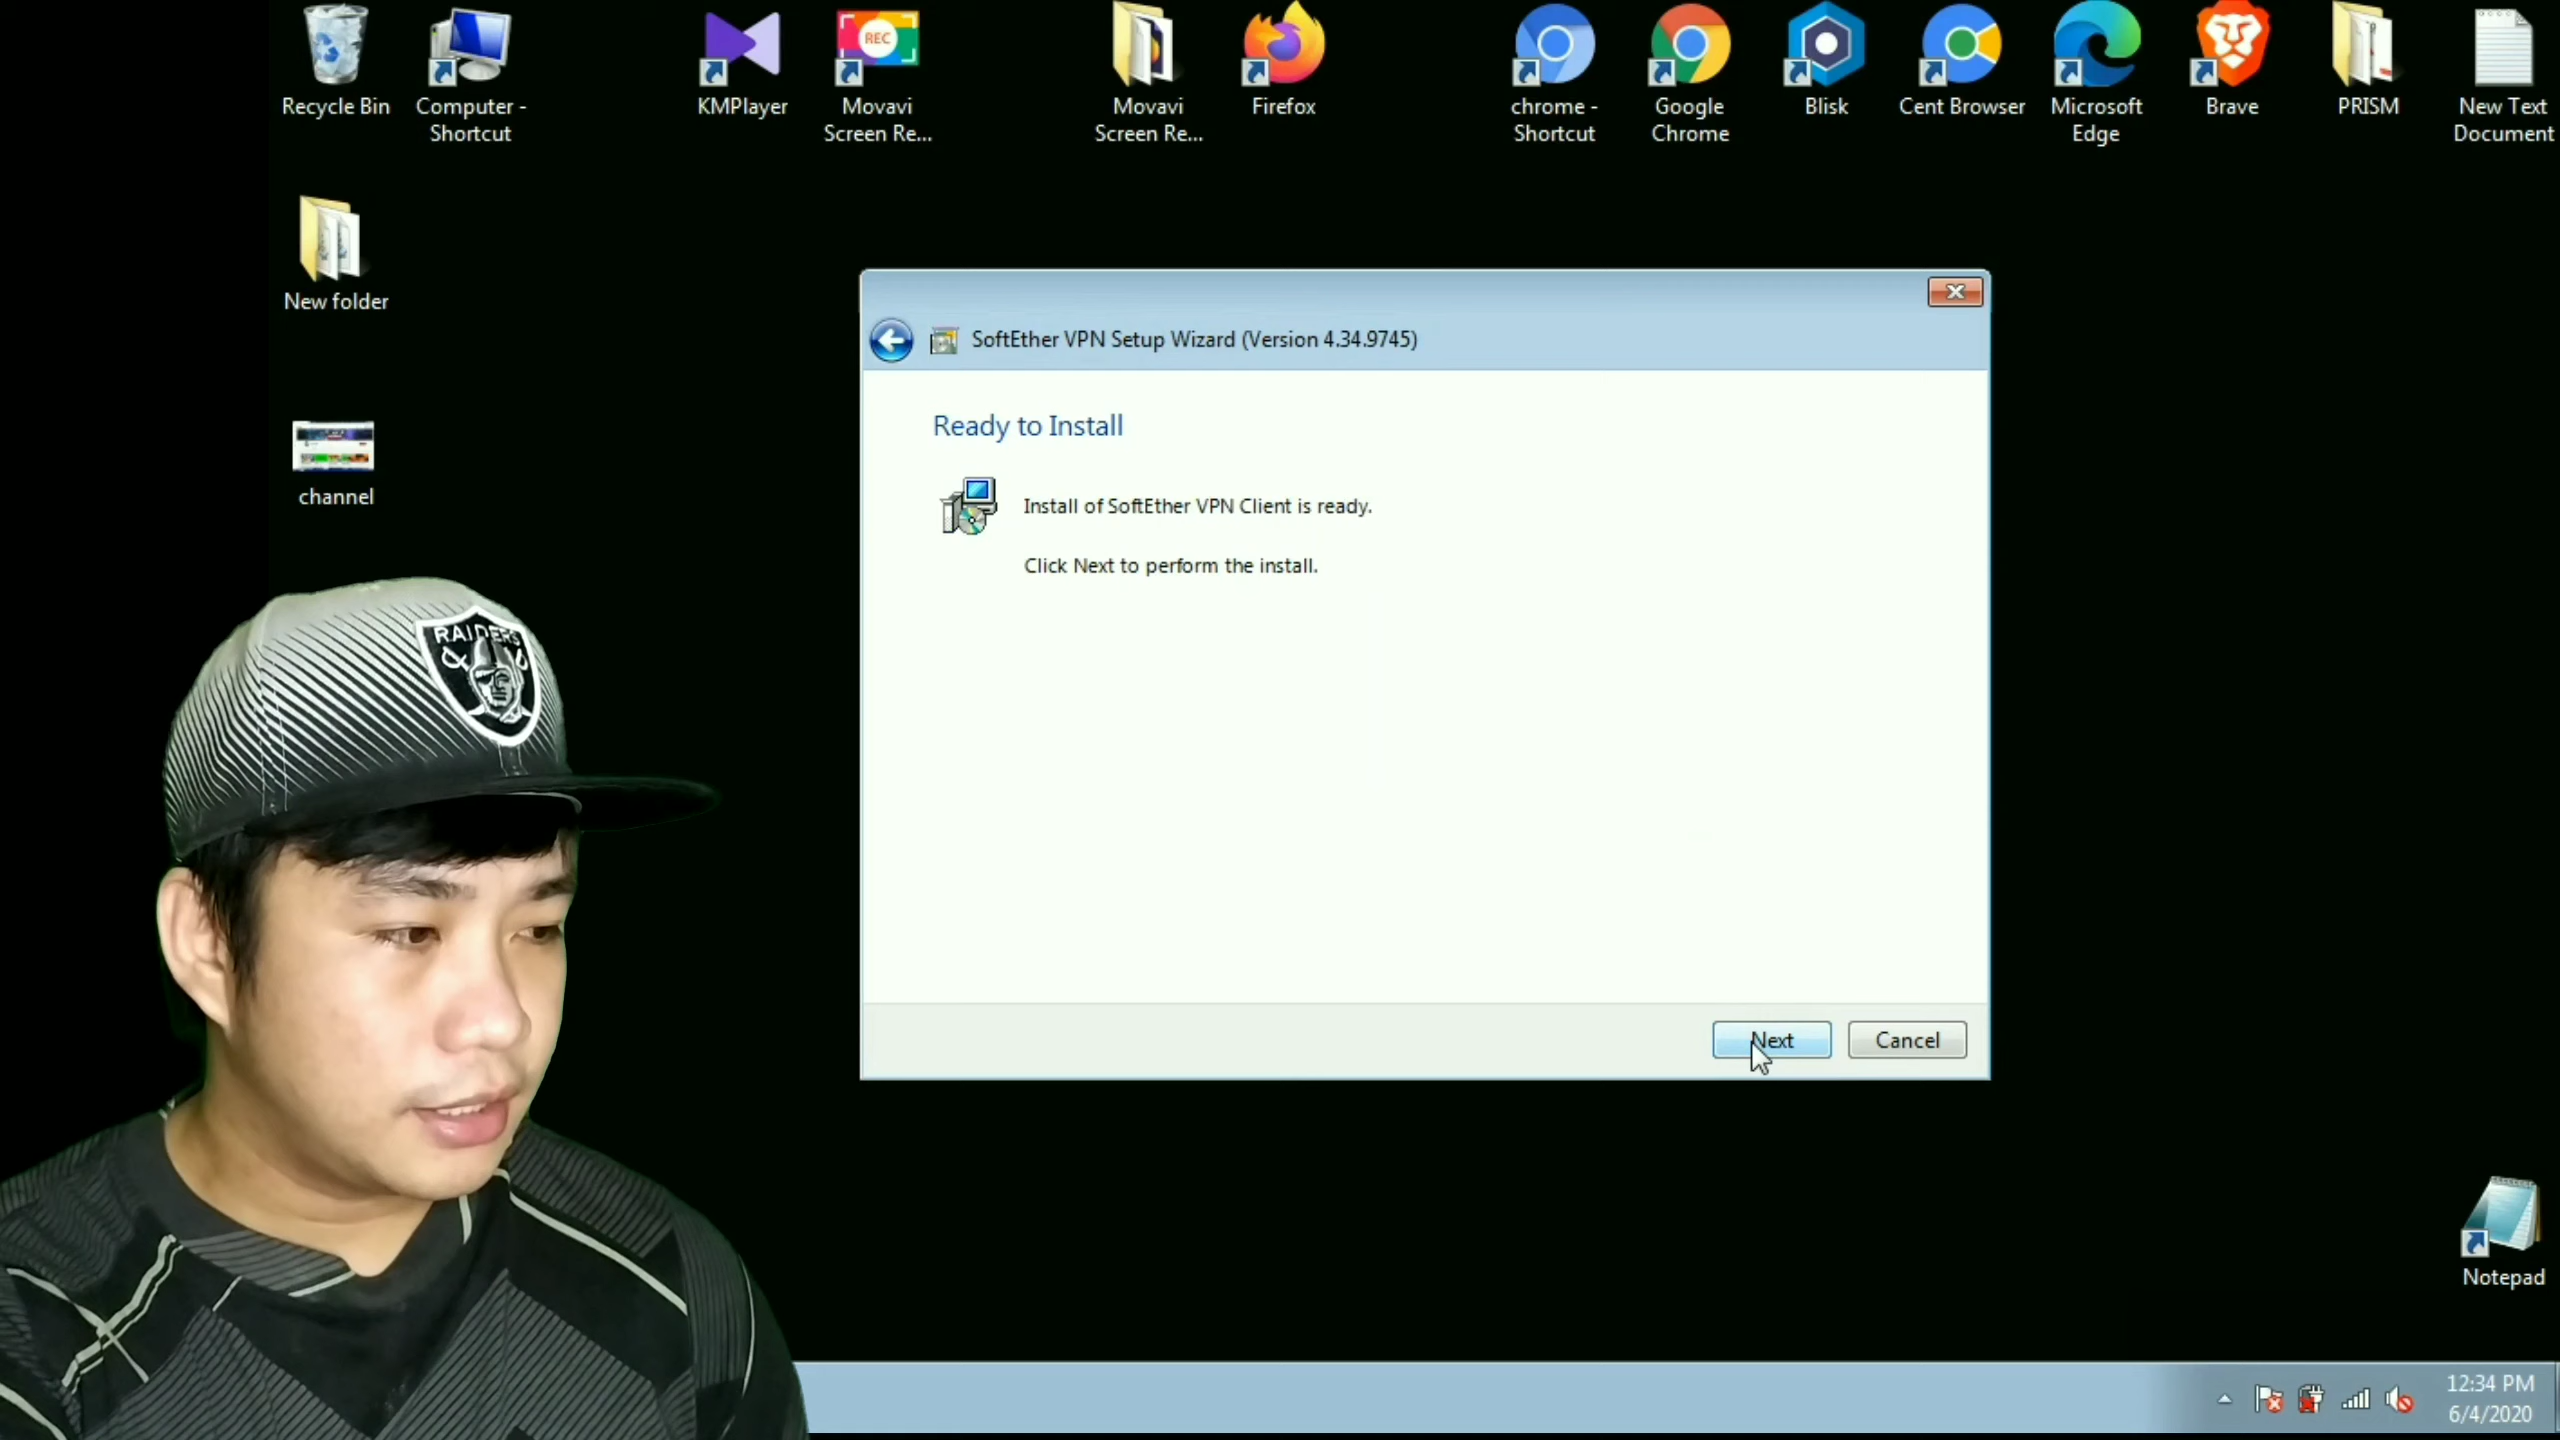 Recycle Bin
Computer -
Shortcut
KMPlayer
Movavi
Screen Re...
REC
Movavi
Screen Re...
Firefox
chrome -
Shortcut
Google
Chrome
Blisk
Cent Browser
Microsoft
Edge
Brave
PRISM
New Text
Document
New folder
channel
SoftEther VPN Setup Wizard (Version 4.34.9745)
Ready to Install
Install of SoftEther VPN Client is ready.
Click Next to perform the install.
Next
Cancel
RAIDERS
Notepad
12:34 PM
6/4/2020